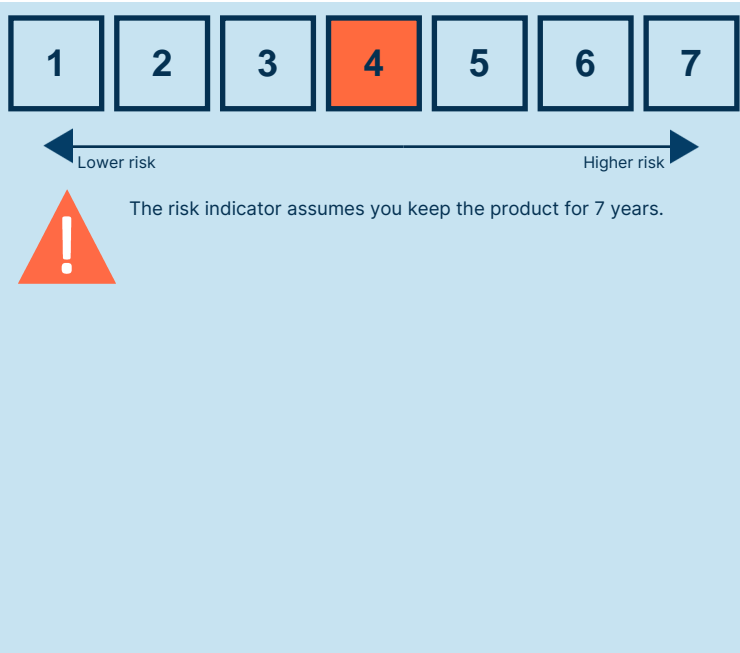 1 2 3 4 5 6 7
Lower risk Higher risk
The risk indicator assumes you keep the product for 7 years.
!